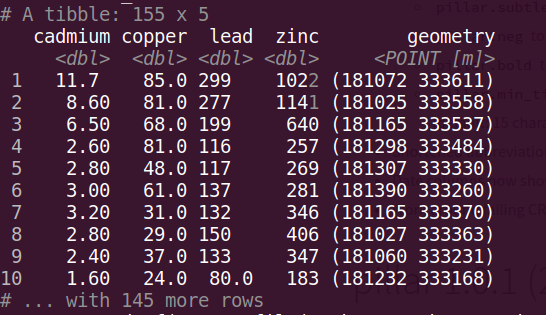 # A tibble: 155 x 5
cadmium copper lead zinc geometry
<dbl> <dbl> <dbl> <dbl> <POINT [m]>
1 11.7 85.0 299 1022 (181072 333611)
2 8.60 81.0 277 1141 (181025 333558)
3 6.50 68.0 199 640 (181165 333537)
4 2.60 81.0 116 257 (181298 333484)
5 2.80 48.0 117 269 (181307 333330)
6 3.00 61.0 137 281 (181390 333260)
7 3.20 31.0 132 346 (181165 333370)
8 2.80 29.0 150 406 (181027 333363)
9 2.40 37.0 133 347 (181060 333231)
10 1.60 24.0 80.0 183 (181232 333168)
# ... with 145 more rows